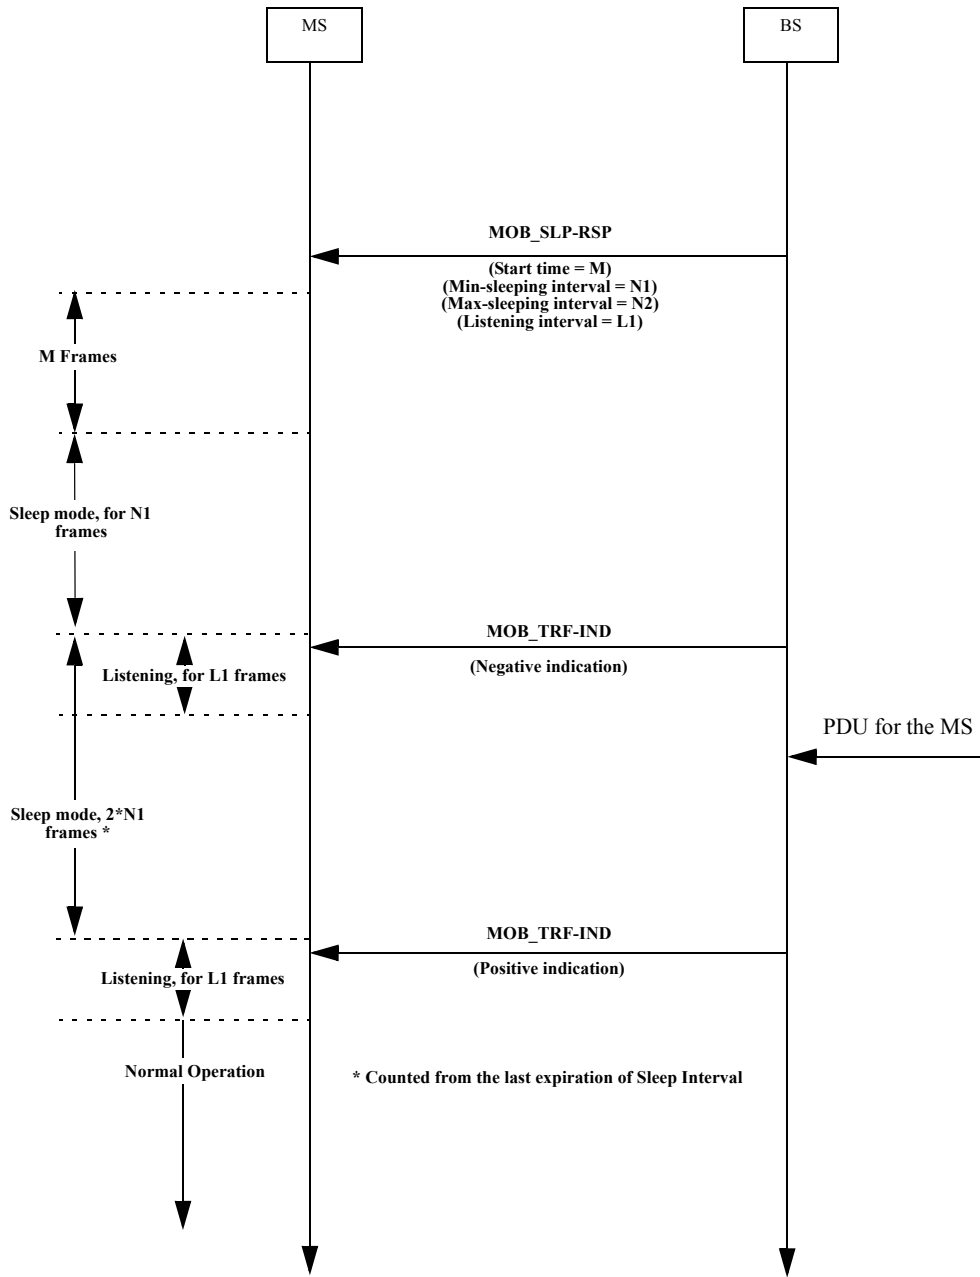 MS
BS
MOB_SLP-RSP
(Start time = M)
(Min-sleeping interval = N1)
(Max-sleeping interval = N2)
(Listening interval = L1)
M Frames
Sleep mode, for N1
frames
MOB_TRF-IND
(Negative indication)
Listening, for L1 frames
PDU for the MS
Sleep mode, 2*N1
frames *
MOB_TRF-IND
(Positive indication)
Listening, for L1 frames
Normal Operation
* Counted from the last expiration of Sleep Interval